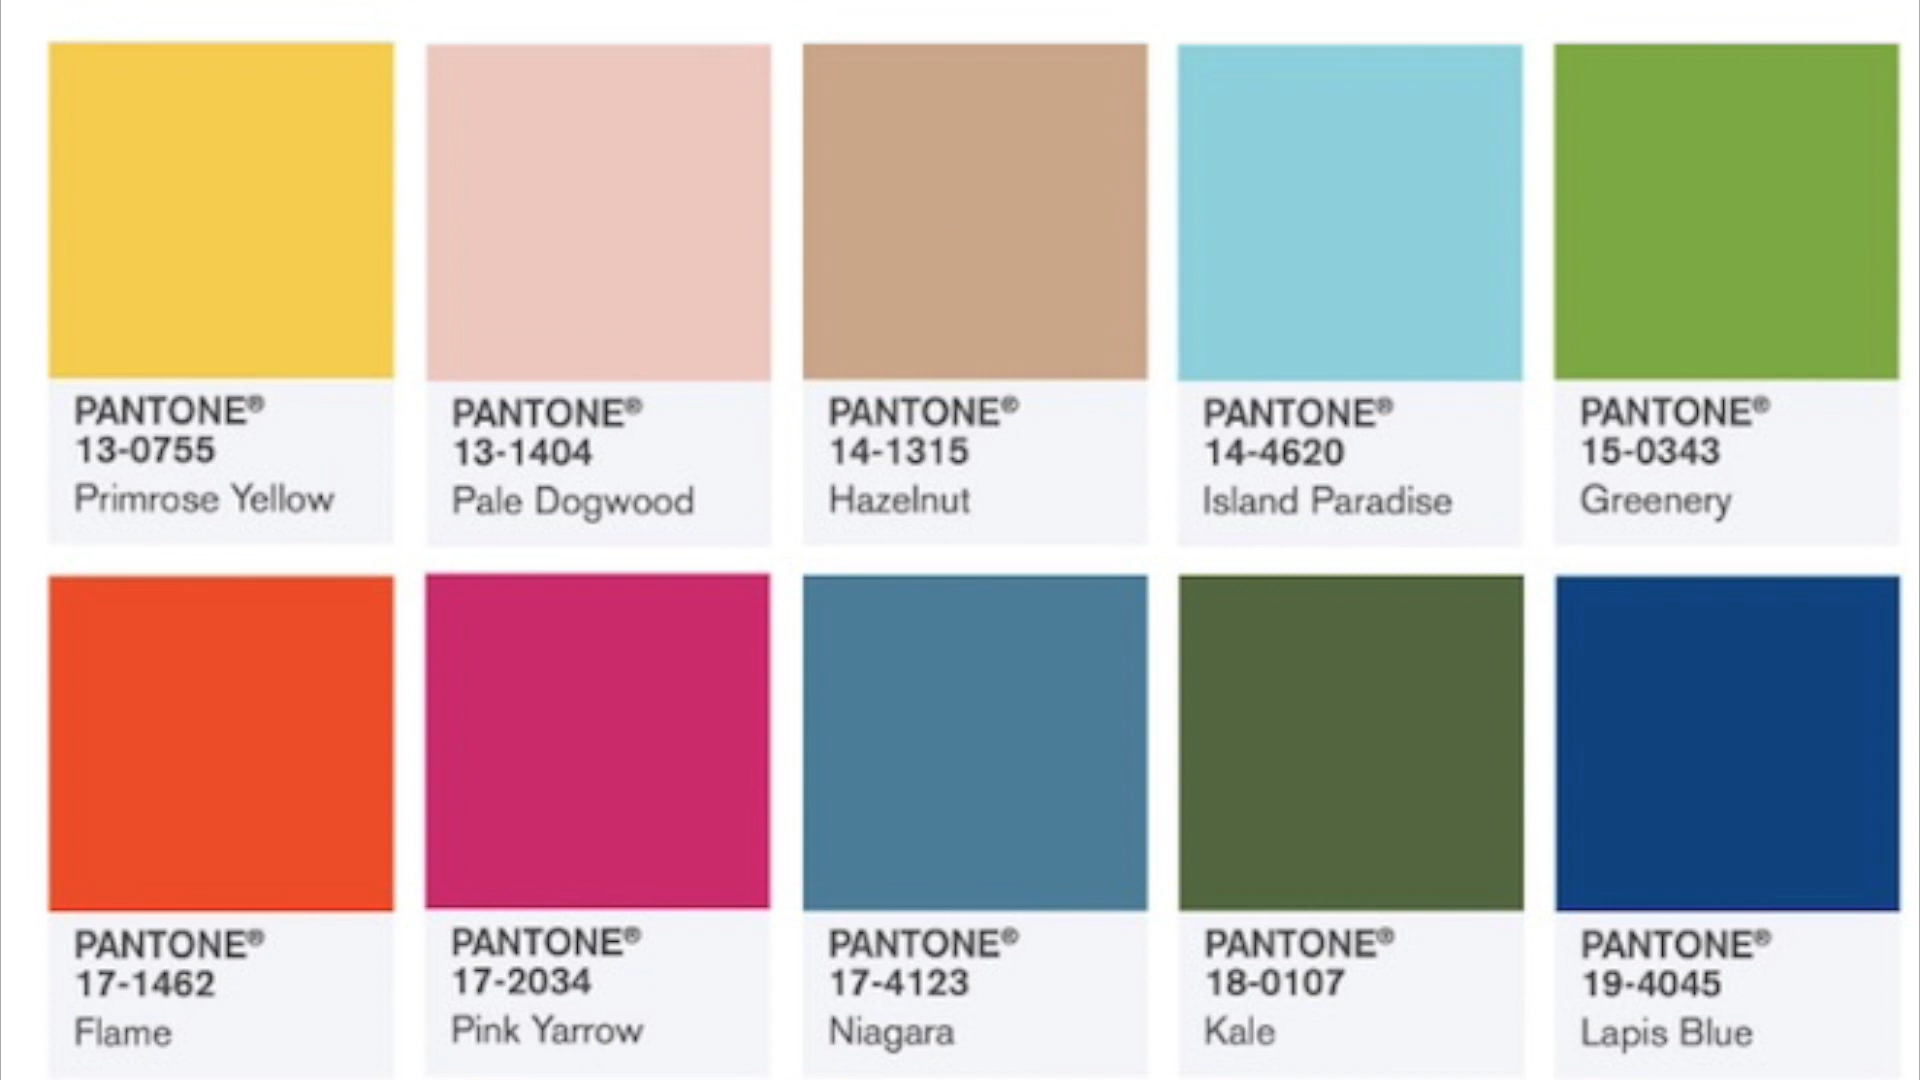 PANTONE®
13-0755
Primrose Yellow
PANTONE®
13-1404
Pale Dogwood
PANTONE®
14-1315
Hazelnut
PANTONE®
14-4620
Island Paradise
PANTONE®
15-0343
Greenery
PANTONE®
17-1462
Flame
PANTONE®
17-2034
Pink Yarrow
PANTONE®
17-4123
Niagara
PANTONE®
18-0107
Kale
PANTONE®
19-4045
Lapis Blue